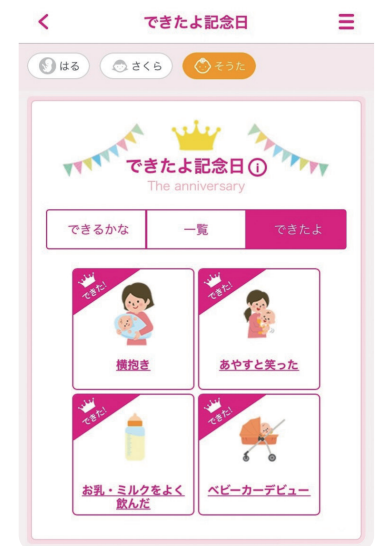 できたよ記念日
はる
さくら
そうた
できたよ記念日 i
The anniversary
できるかな
一覧
できたよ
できた!
できた!
横抱き
あやすと笑った
できた!
できた!
お乳・ミルクをよく
飲んだ
ベビーカーデビュー